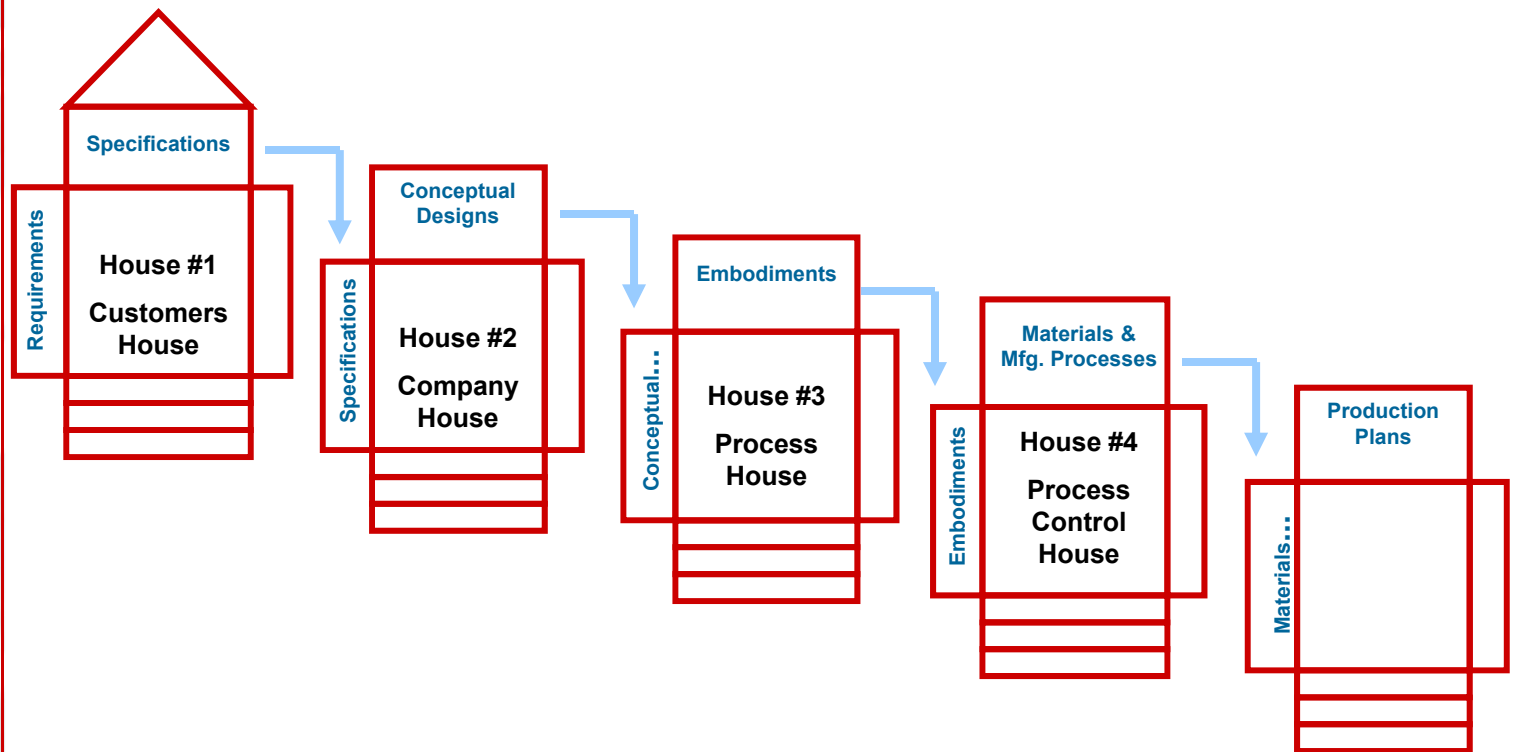 Specifications
Requirements
House #1
Customers
House
Conceptual
Designs
Specifications
House #2
Company
House
Embodiments
Conceptual...
House #3
Process
House
Materials &
Mfg. Processes
Embodiments
House #4
Process
Control
House
Production
Plans
Materials...